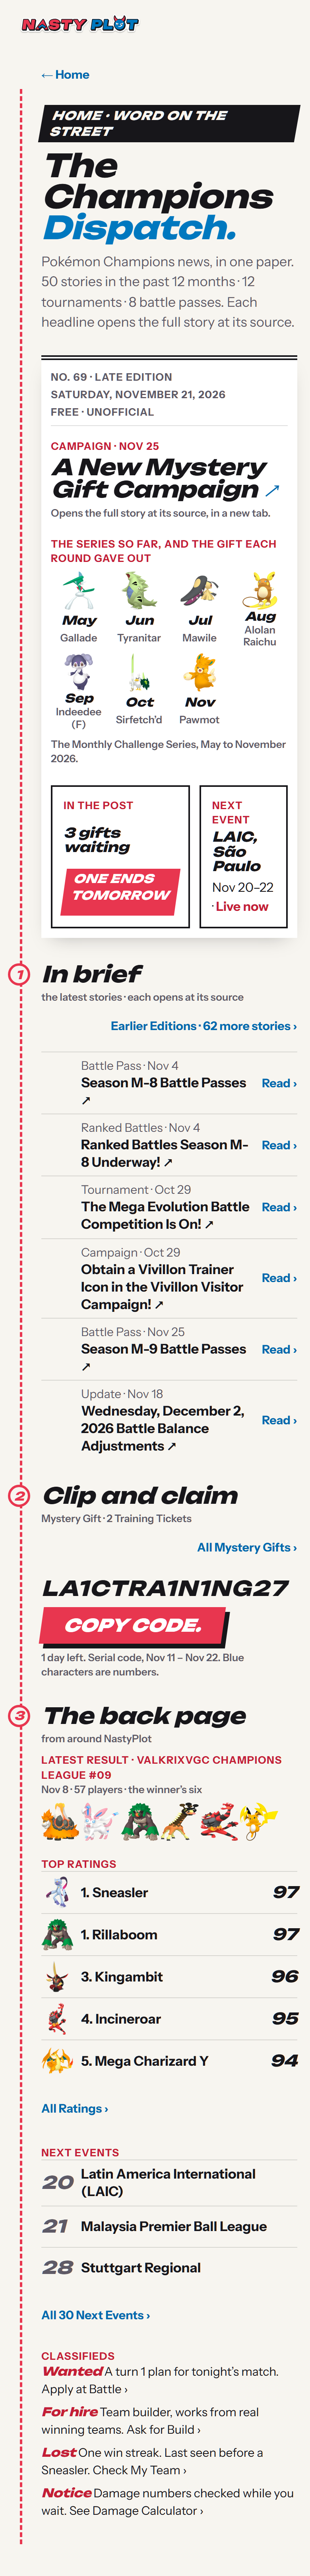 NASTY PLOT
← Home
HOME · WORD ON THE
STREET
The
Champions
Dispatch.
Pokémon Champions news, in one paper.
50 stories in the past 12 months · 12
tournaments · 8 battle passes. Each
headline opens the full story at its source.
NO. 69 · LATE EDITION
SATURDAY, NOVEMBER 21, 2026
FREE · UNOFFICIAL
CAMPAIGN · NOV 25
A New Mystery
Gift Campaign ↗
Opens the full story at its source, in a new tab.
THE SERIES SO FAR, AND THE GIFT EACH
ROUND GAVE OUT
May
Gallade
Jun
Tyranitar
Jul
Mawile
Aug
Alolan
Raichu
Sep
Indeedee
(F)
Oct
Sirfetch'd
Nov
Pawmot
The Monthly Challenge Series, May to November
2026.
IN THE POST
3 gifts
waiting
ONE ENDS
TOMORROW
NEXT
EVENT
LAIC,
São
Paulo
Nov 20–22
· Live now
1
In brief
the latest stories · each opens at its source
Earlier Editions · 62 more stories ›
Battle Pass · Nov 4
Season M-8 Battle Passes
↗
Read ›
Ranked Battles · Nov 4
Ranked Battles Season M-
8 Underway! ↗
Read ›
Tournament · Oct 29
The Mega Evolution Battle
Competition Is On! ↗
Read ›
Campaign · Oct 29
Obtain a Vivillon Trainer
Icon in the Vivillon Visitor
Campaign! ↗
Read ›
Battle Pass · Nov 25
Season M-9 Battle Passes
↗
Read ›
Update · Nov 18
Wednesday, December 2,
2026 Battle Balance
Adjustments ↗
Read ›
2
Clip and claim
Mystery Gift · 2 Training Tickets
All Mystery Gifts ›
LA1CTRA1N1NG27
COPY CODE.
1 day left. Serial code, Nov 11 – Nov 22. Blue
characters are numbers.
3
The back page
from around NastyPlot
LATEST RESULT · VALKRIXVGC CHAMPIONS
LEAGUE #09
Nov 8 · 57 players · the winner's six
TOP RATINGS
1. Sneasler 97
1. Rillaboom 97
3. Kingambit 96
4. Incineroar 95
5. Mega Charizard Y 94
All Ratings ›
NEXT EVENTS
20 Latin America International
(LAIC)
21 Malaysia Premier Ball League
28 Stuttgart Regional
All 30 Next Events ›
CLASSIFIEDS
Wanted A turn 1 plan for tonight's match.
Apply at Battle ›
For hire Team builder, works from real
winning teams. Ask for Build ›
Lost One win streak. Last seen before a
Sneasler. Check My Team ›
Notice Damage numbers checked while you
wait. See Damage Calculator ›